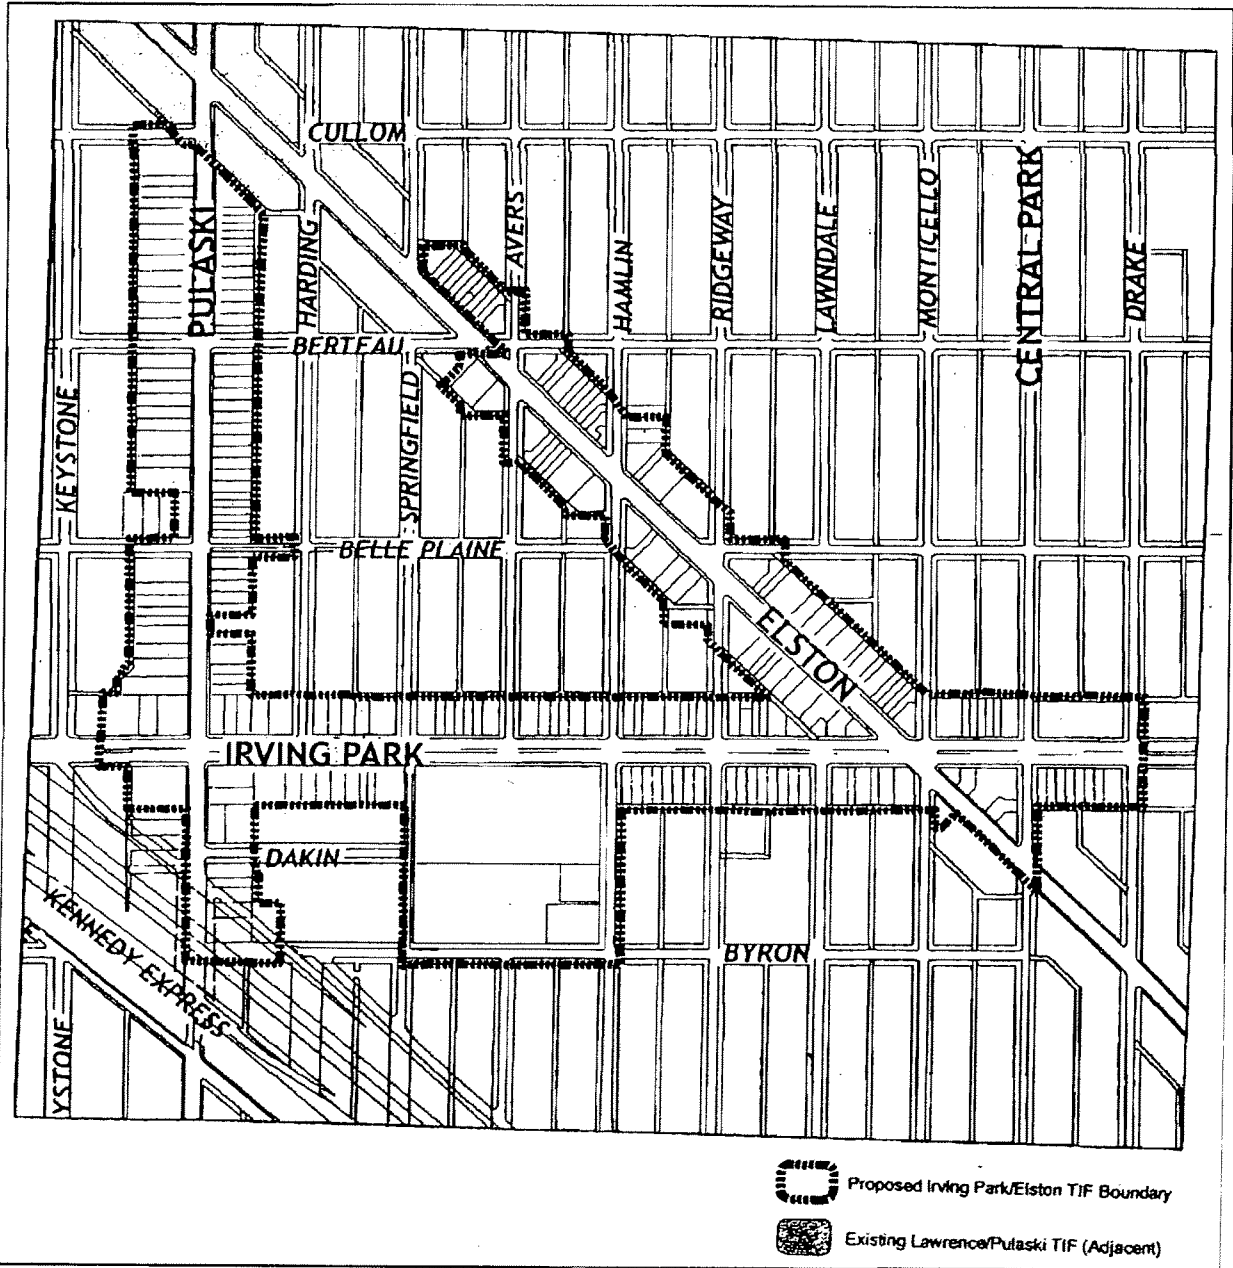 CULLOM
PULASKI
HARDING
AVERS
HAMLIN
RIDGEWAY
LAWNDALE
MONTICELLO
CENTRAL PARK
DRAKE
BERTEAU
KEYSTONE
SPRINGFIELD
BELLE PLAINE
ELSTON
IRVING PARK
DAKIN
KENNEDY EXPRESS
BYRON
YSTONE
Proposed Irving Park/Elston TIF Boundary
Existing Lawrence/Pulaski TIF (Adjacent)